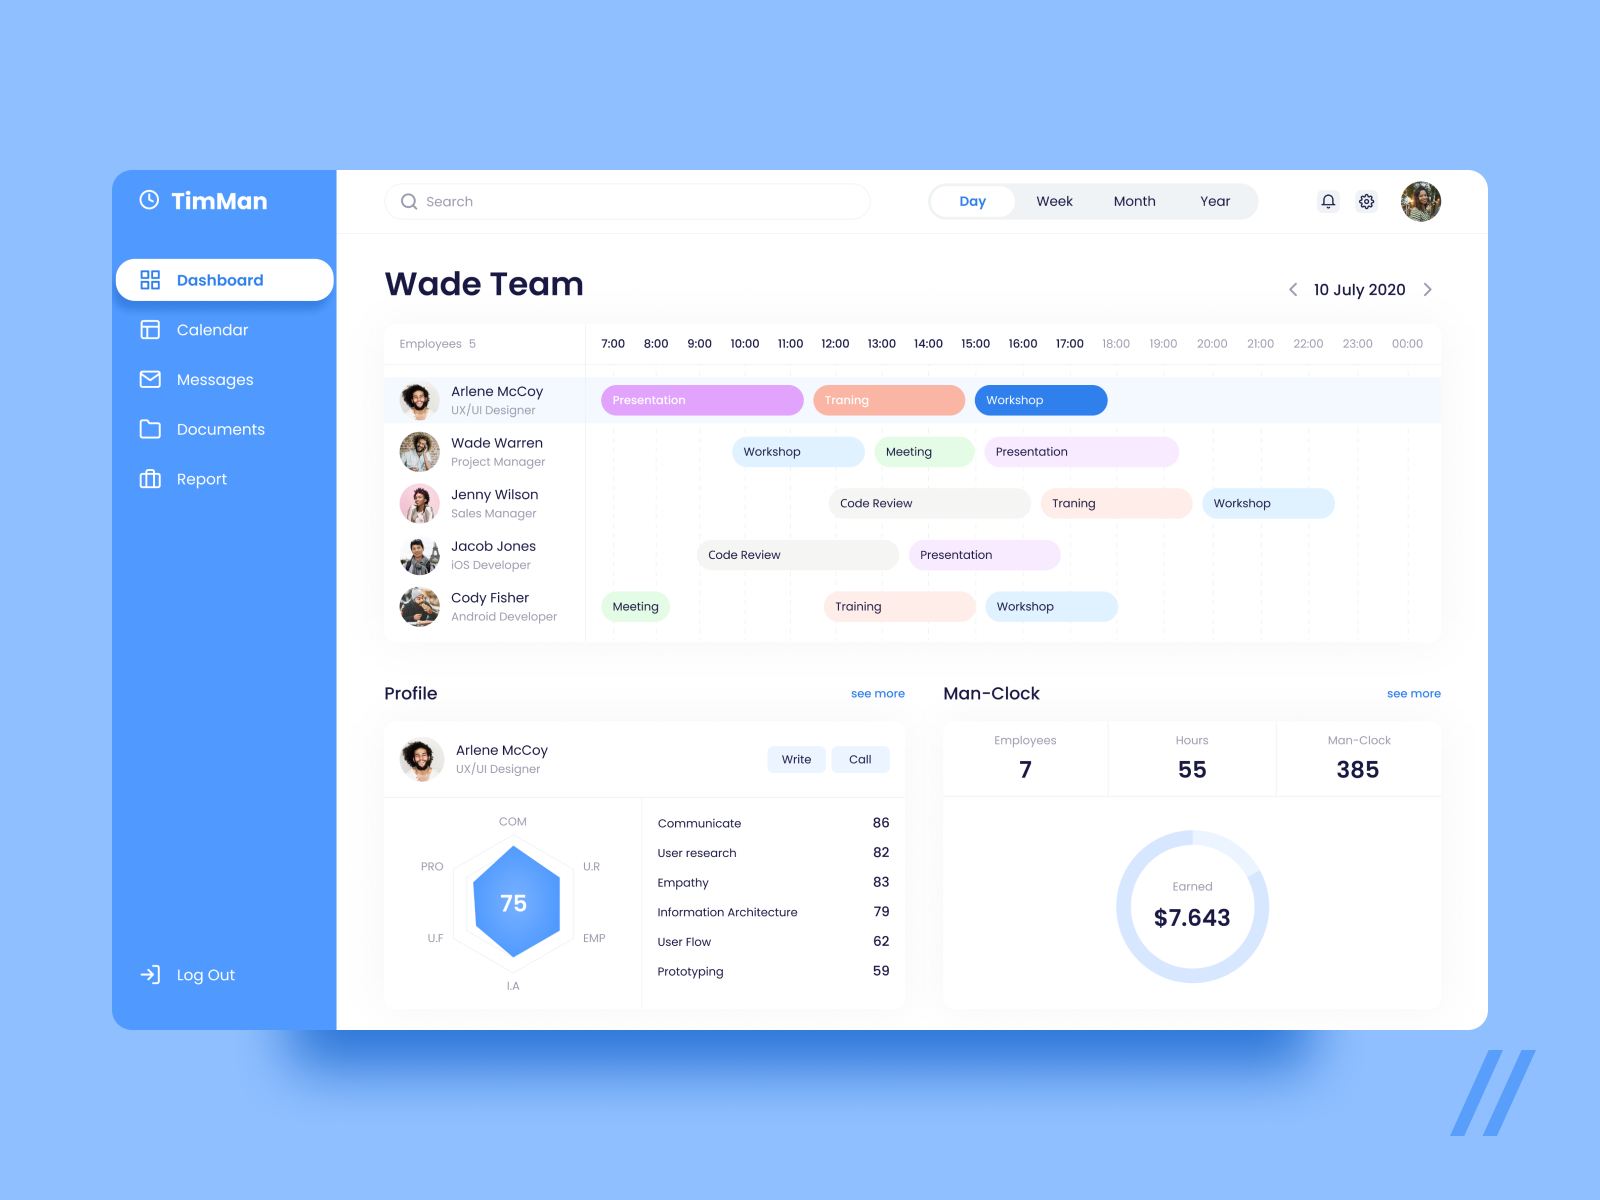 TimMan
Search
Day Week Month Year
Dashboard
Calendar
Messages
Documents
Report
Log Out
Wade Team
10 July 2020
Employees 5
7:00 8:00 9:00 10:00 11:00 12:00 13:00 14:00 15:00 16:00 17:00 18:00 19:00 20:00 21:00 22:00 23:00 00:00
Arlene McCoy
UX/UI Designer
Presentation Traning Workshop
Wade Warren
Project Manager
Workshop Meeting Presentation
Jenny Wilson
Sales Manager
Code Review Traning Workshop
Jacob Jones
iOS Developer
Code Review Presentation
Cody Fisher
Android Developer
Meeting Training Workshop
Profile see more
Arlene McCoy
UX/UI Designer
Write Call
COM
PRO U.R
75
U.F EMP
I.A
Communicate 86
User research 82
Empathy 83
Information Architecture 79
User Flow 62
Prototyping 59
Man-Clock see more
Employees Hours Man-Clock
7 55 385
Earned
$7.643